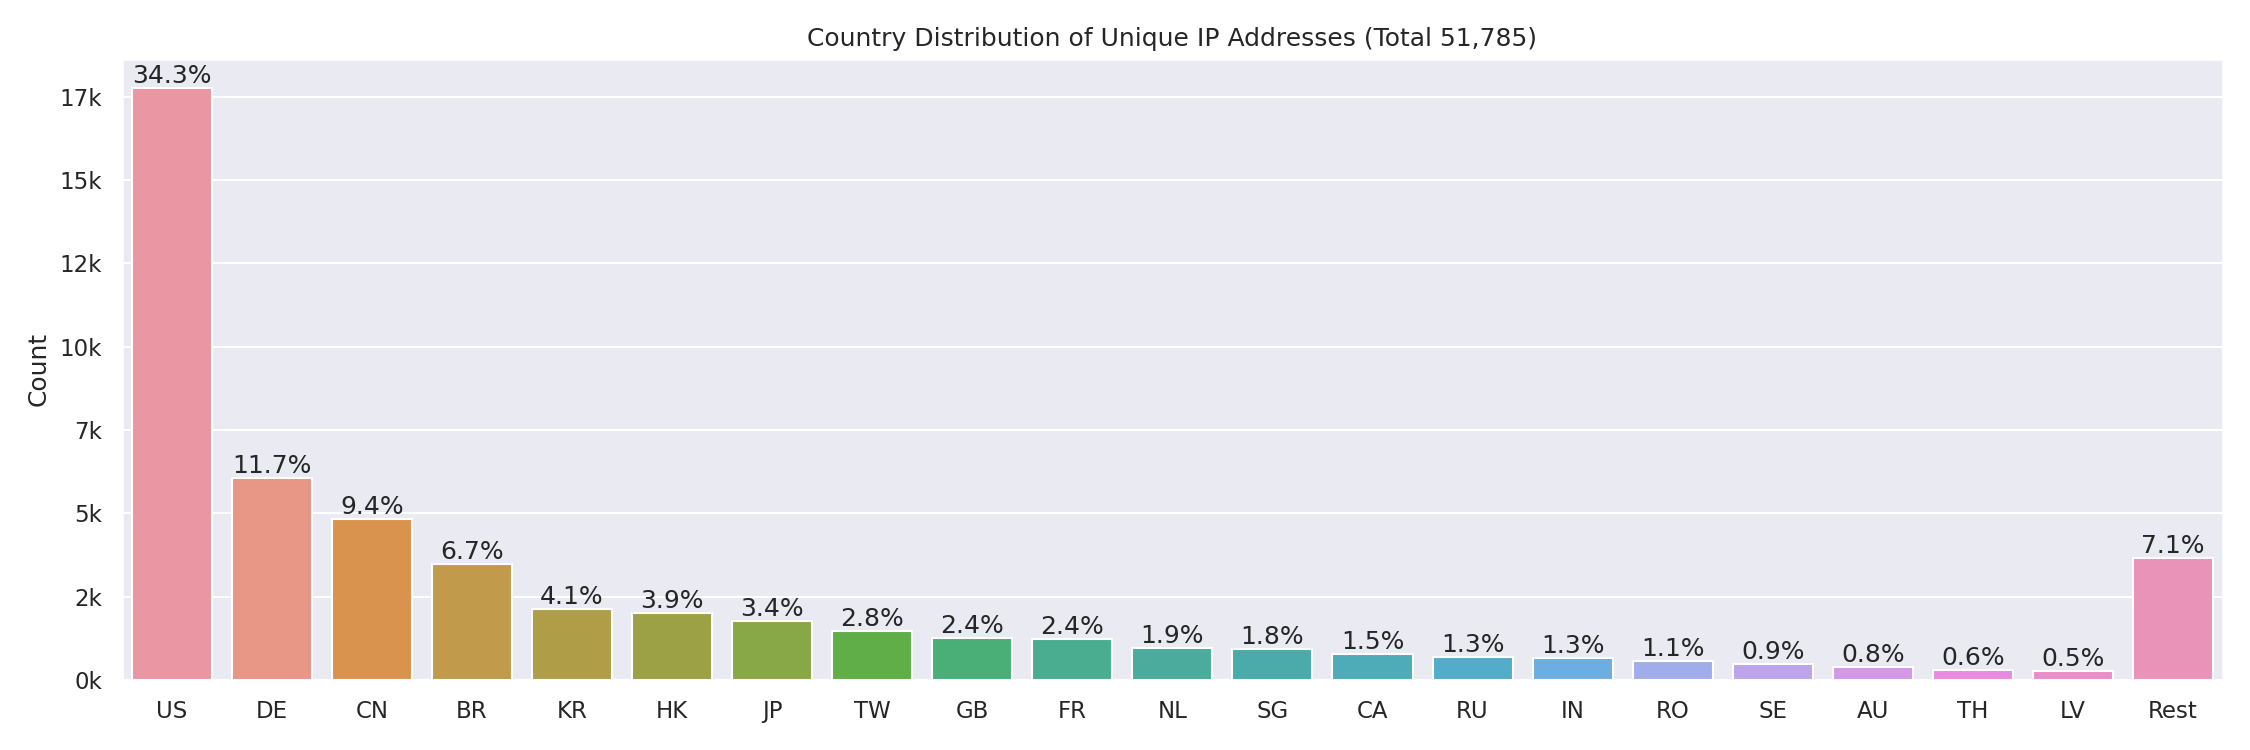 Country Distribution of Unique IP Addresses (Total 51,785)
Count
17k
15k
12k
10k
7k
5k
2k
0k
34.3%
11.7%
9.4%
6.7%
4.1%
3.9%
3.4%
2.8%
2.4%
2.4%
1.9%
1.8%
1.5%
1.3%
1.3%
1.1%
0.9%
0.8%
0.6%
0.5%
7.1%
US DE CN BR KR HK JP TW GB FR NL SG CA RU IN RO SE AU TH LV Rest